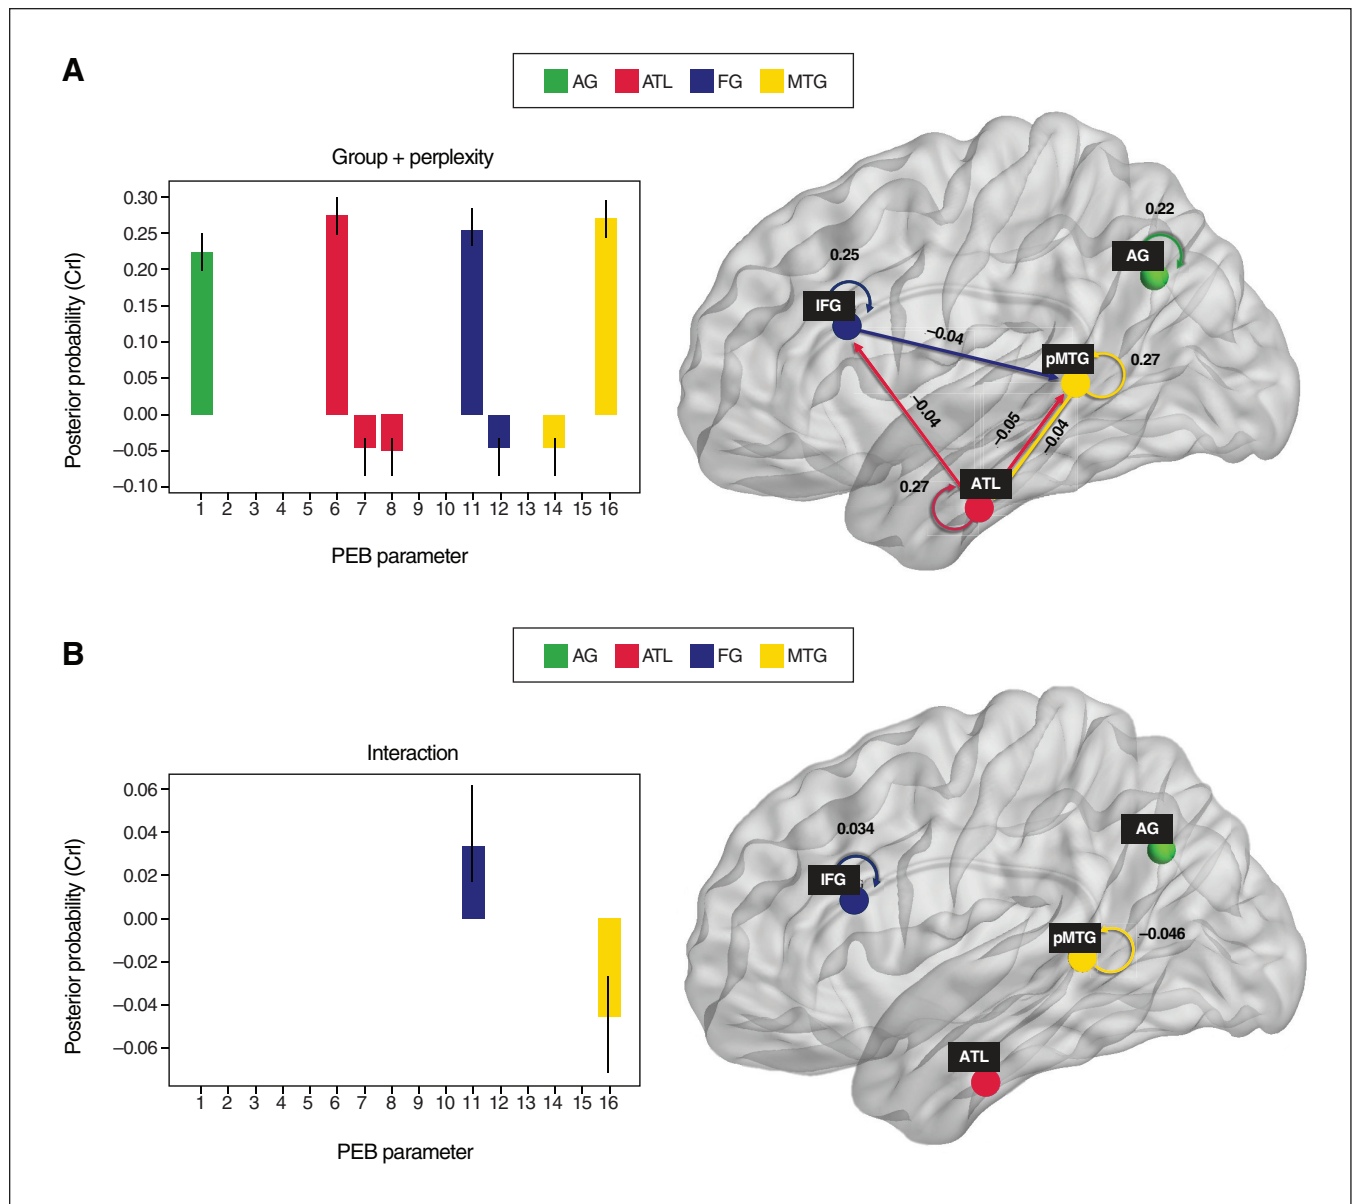 A
AG ATL FG MTG
Group + perplexity
Posterior probability (CrI)
0.30
0.25
0.20
0.15
0.10
0.05
0.00
−0.05
−0.10
1 2 3 4 5 6 7 8 9 10 11 12 13 14 15 16
PEB parameter
0.22
AG
0.25
IFG
−0.04
pMTG
0.27
−0.04
−0.05
−0.04
0.27
ATL
B
AG ATL FG MTG
Interaction
Posterior probability (CrI)
0.06
0.04
0.02
0.00
−0.02
−0.04
−0.06
1 2 3 4 5 6 7 8 9 10 11 12 13 14 15 16
PEB parameter
0.034
AG
IFG
pMTG
−0.046
ATL